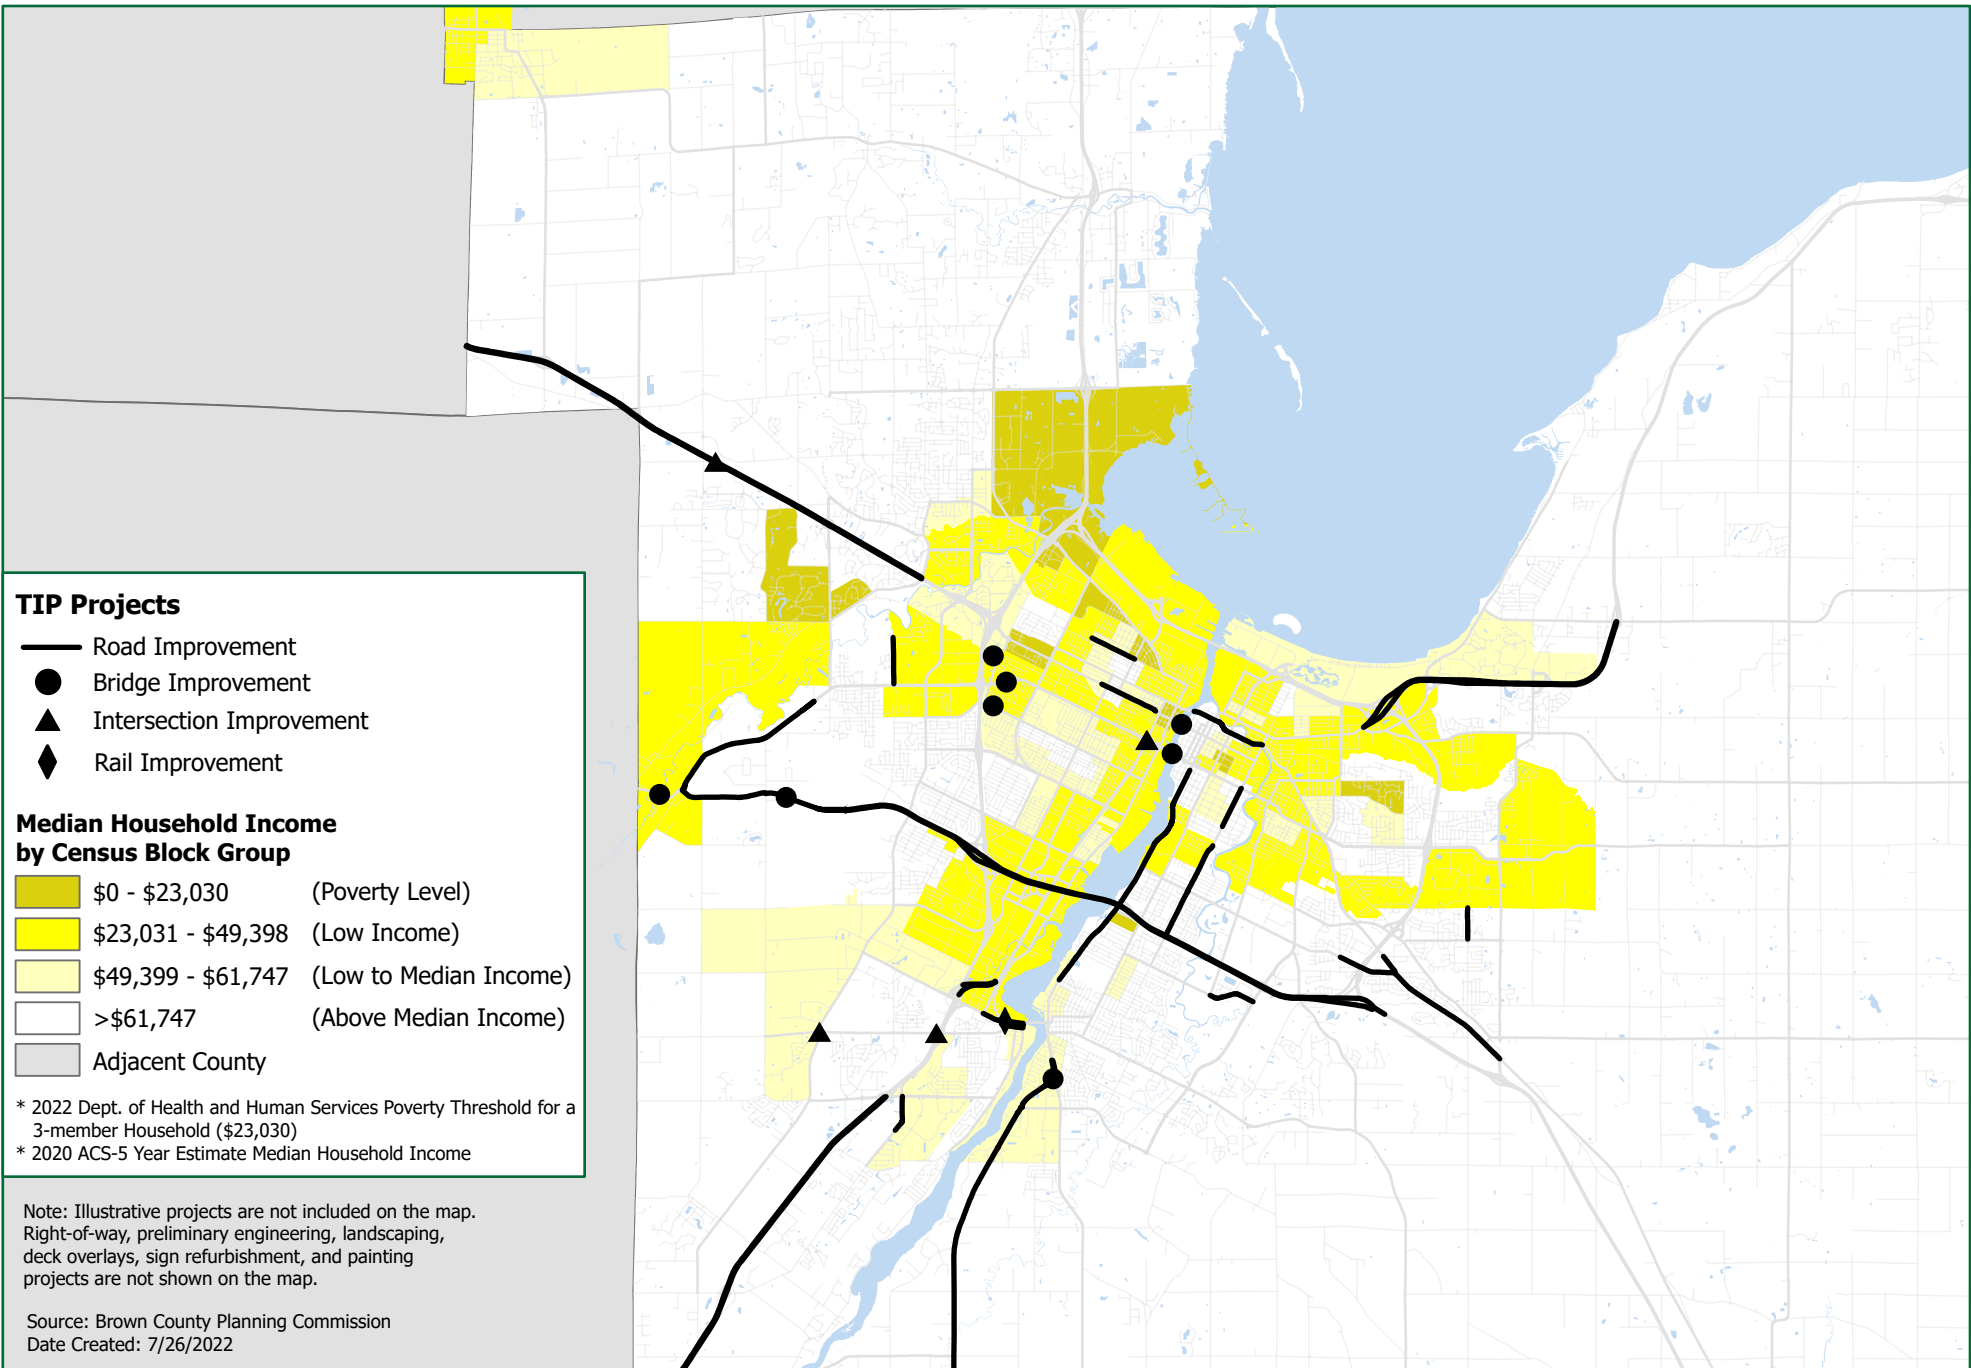 TIP Projects
Road Improvement
Bridge Improvement
Intersection Improvement
Rail Improvement
Median Household Income
by Census Block Group
$0 - $23,030 (Poverty Level)
$23,031 - $49,398 (Low Income)
$49,399 - $61,747 (Low to Median Income)
>$61,747 (Above Median Income)
Adjacent County
* 2022 Dept. of Health and Human Services Poverty Threshold for a
3-member Household ($23,030)
* 2020 ACS-5 Year Estimate Median Household Income
Note: Illustrative projects are not included on the map.
Right-of-way, preliminary engineering, landscaping,
deck overlays, sign refurbishment, and painting
projects are not shown on the map.
Source: Brown County Planning Commission
Date Created: 7/26/2022